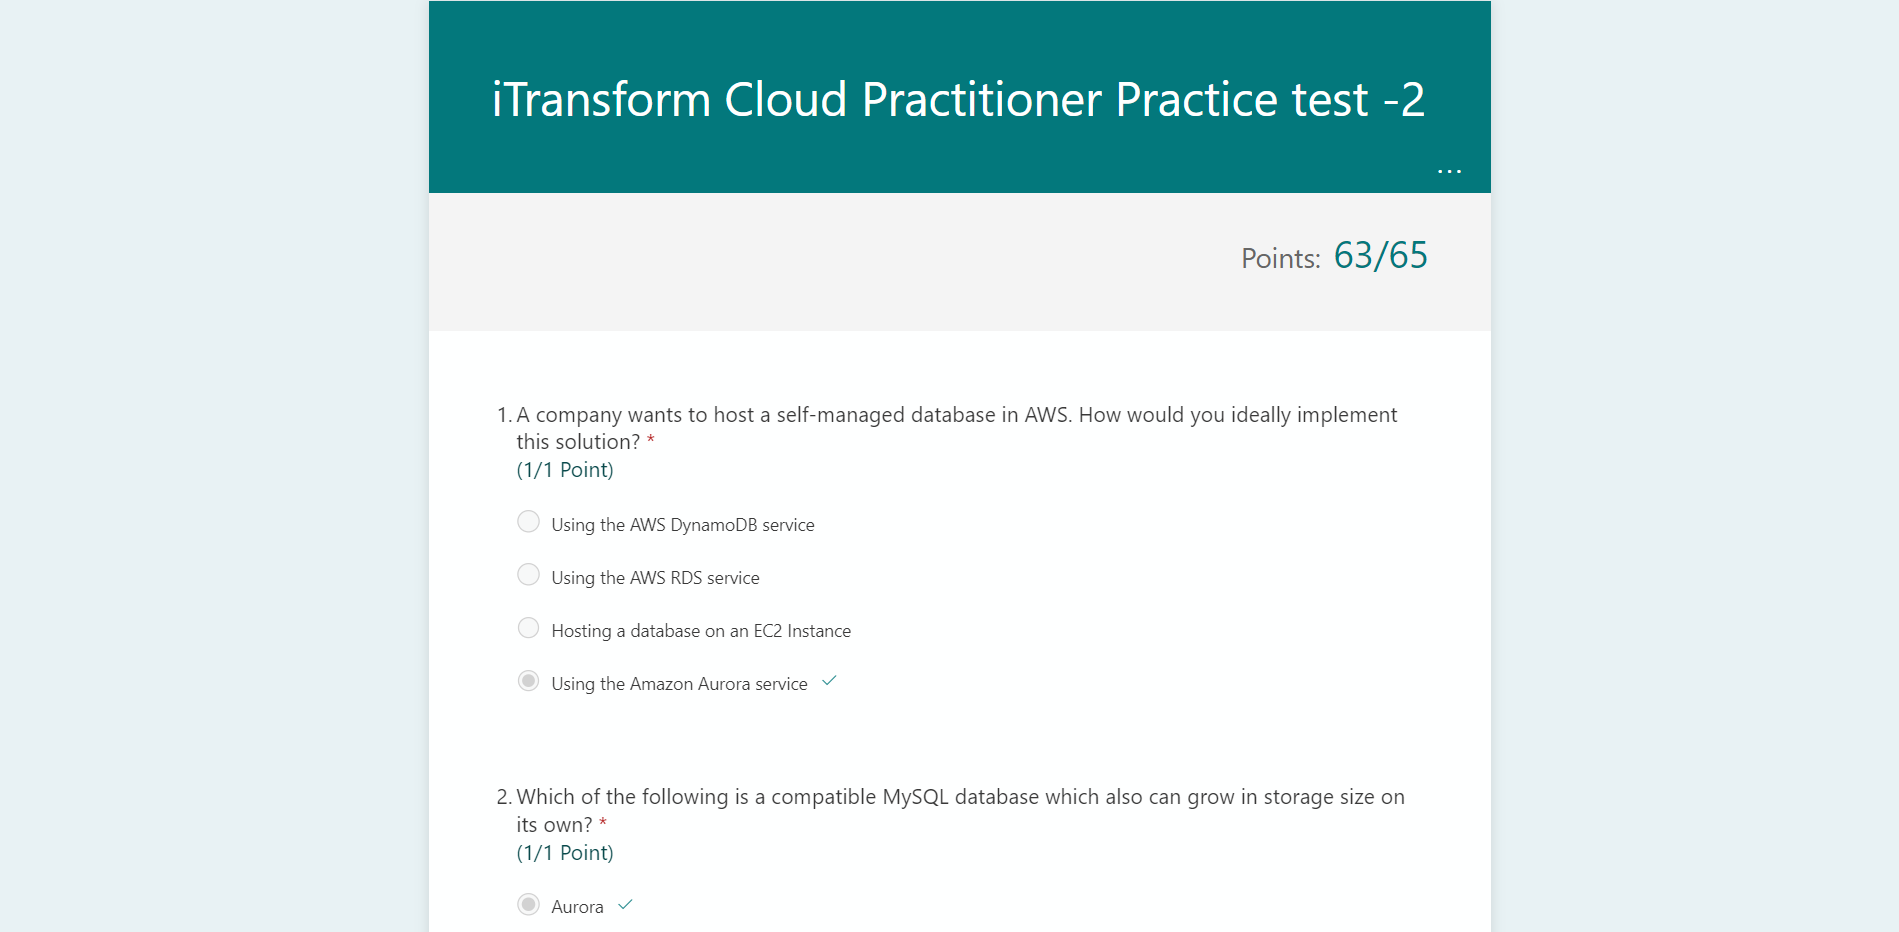 iTransform Cloud Practitioner Practice test -2
...
Points: 63/65
1. A company wants to host a self-managed database in AWS. How would you ideally implement
this solution? *
(1/1 Point)
Using the AWS DynamoDB service
Using the AWS RDS service
Hosting a database on an EC2 Instance
Using the Amazon Aurora service
2. Which of the following is a compatible MySQL database which also can grow in storage size on
its own? *
(1/1 Point)
Aurora